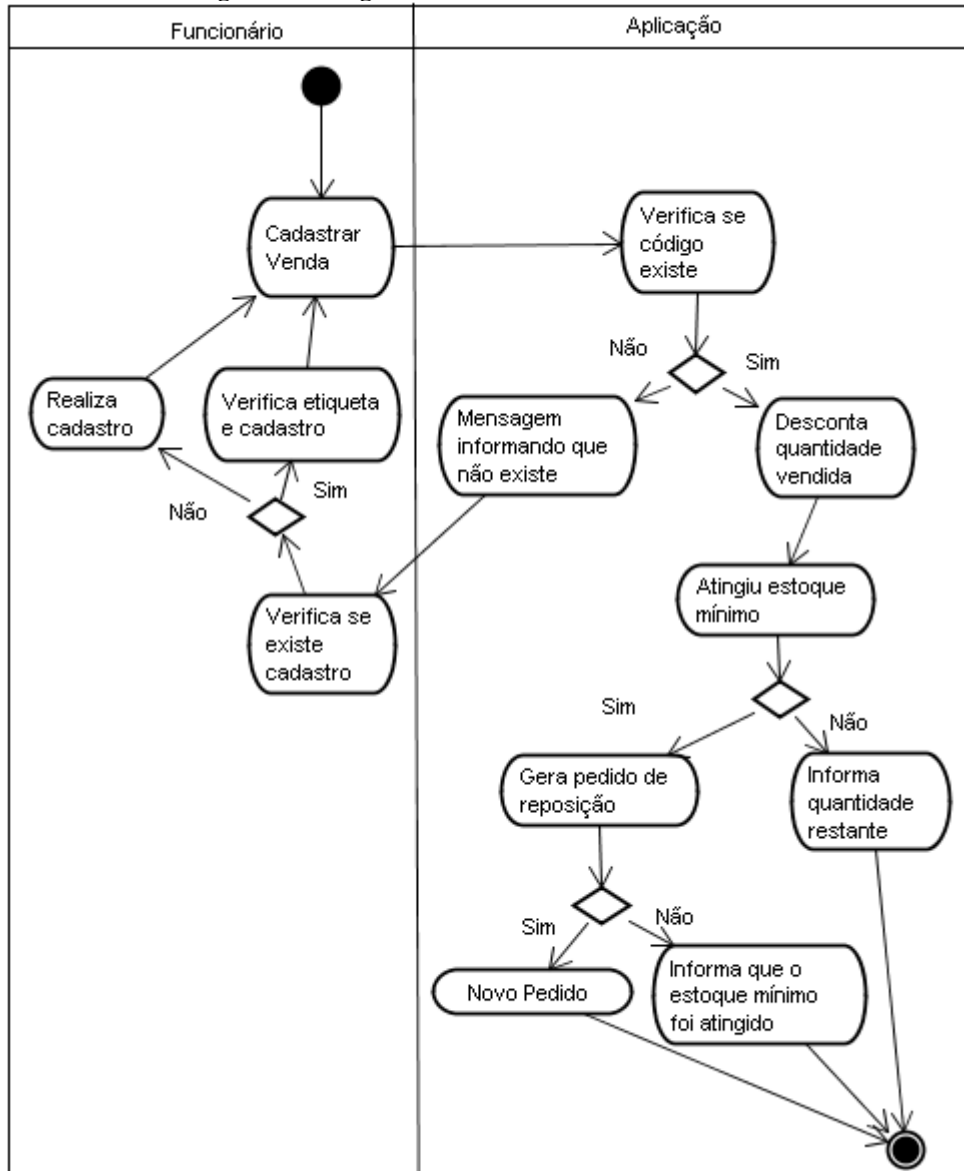 Funcionário
Aplicação
Cadastrar
Venda
Verifica se
código
existe
Não
Sim
Realiza
cadastro
Verifica etiqueta
e cadastro
Mensagem
informando que
não existe
Desconta
quantidade
vendida
Não
Sim
Verifica se
existe
cadastro
Atingiu estoque
mínimo
Sim
Não
Gera pedido de
reposição
Informa
quantidade
restante
Sim
Não
Novo Pedido
Informa que o
estoque mínimo
foi atingido